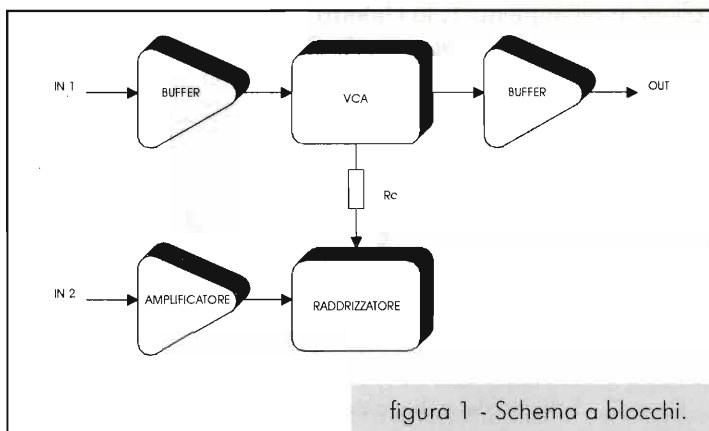 IN 1
BUFFER
VCA
BUFFER
OUT
Rc
IN 2
AMPLIFICATORE
RADDRIZZATORE
figura 1 - Schema a blocchi.